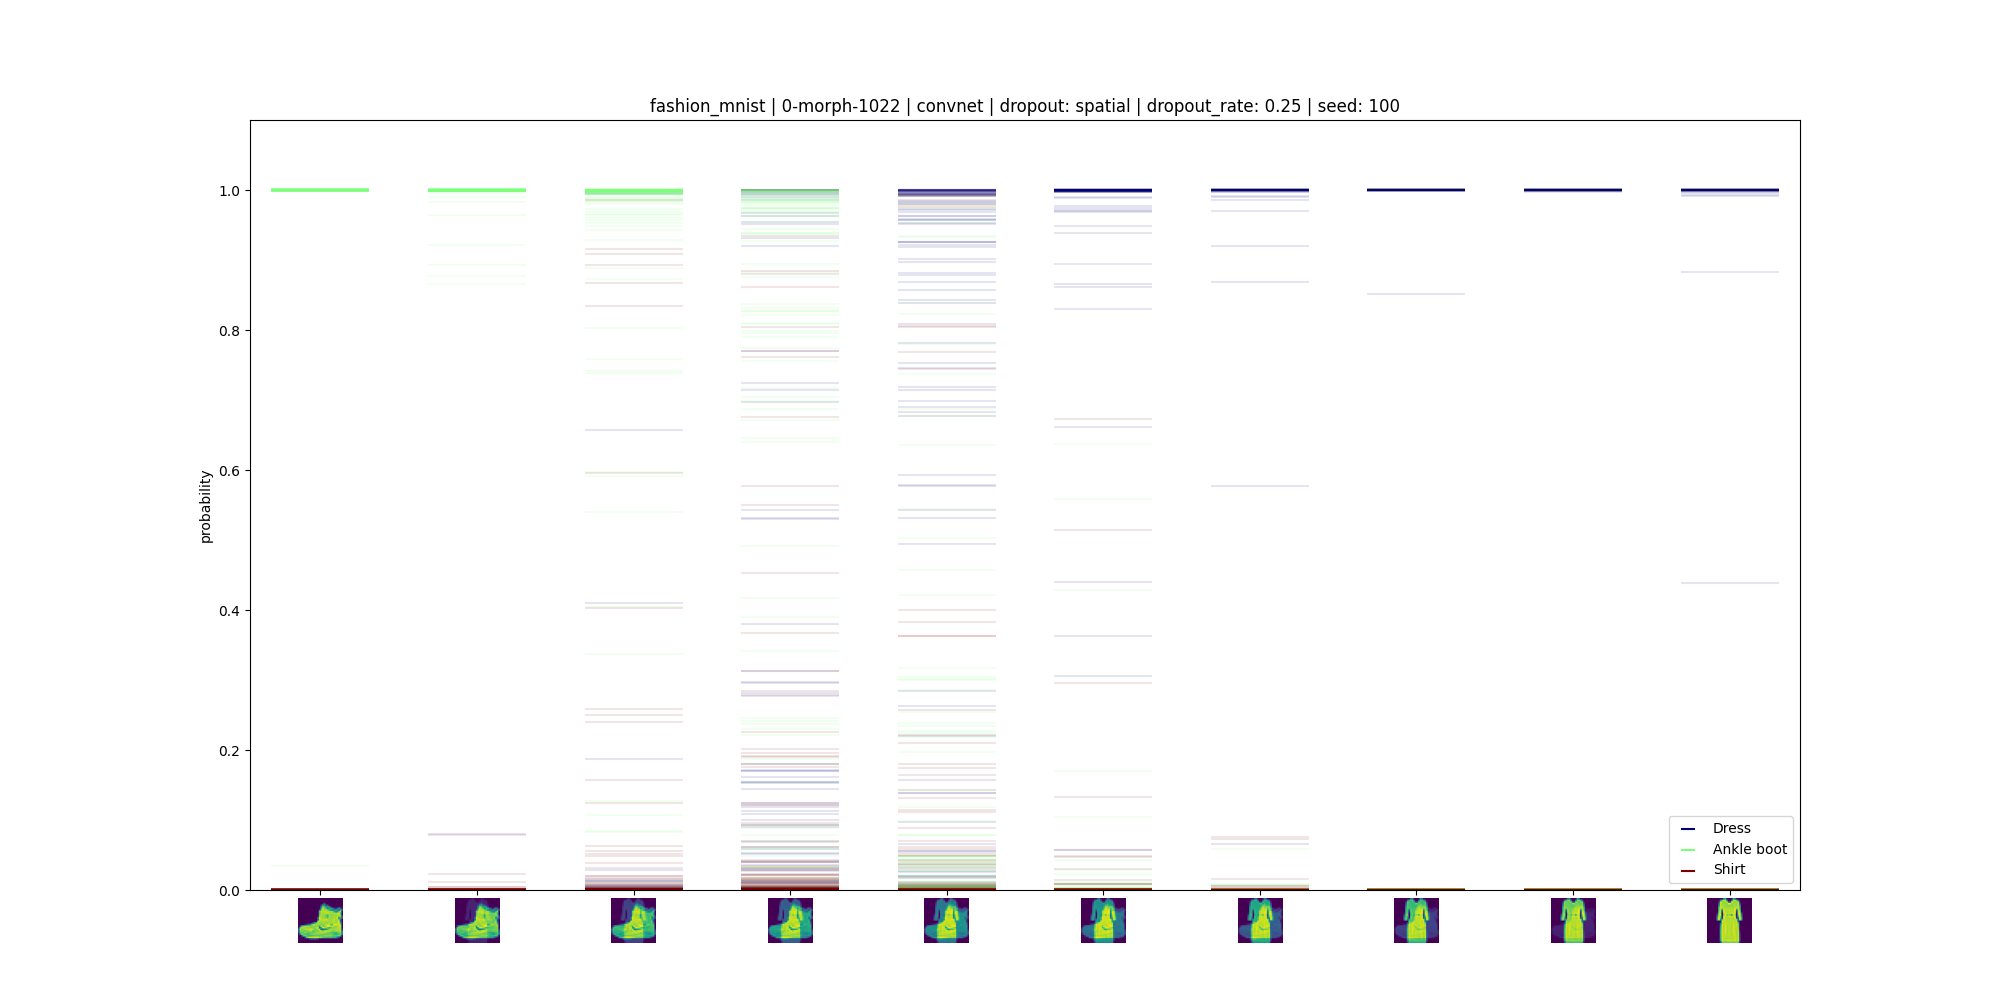 fashion_mnist | 0-morph-1022 | convnet | dropout: spatial | dropout_rate: 0.25 | seed: 100
1.0
0.8
0.6
0.4
0.2
0.0
probability
Dress
Ankle boot
Shirt